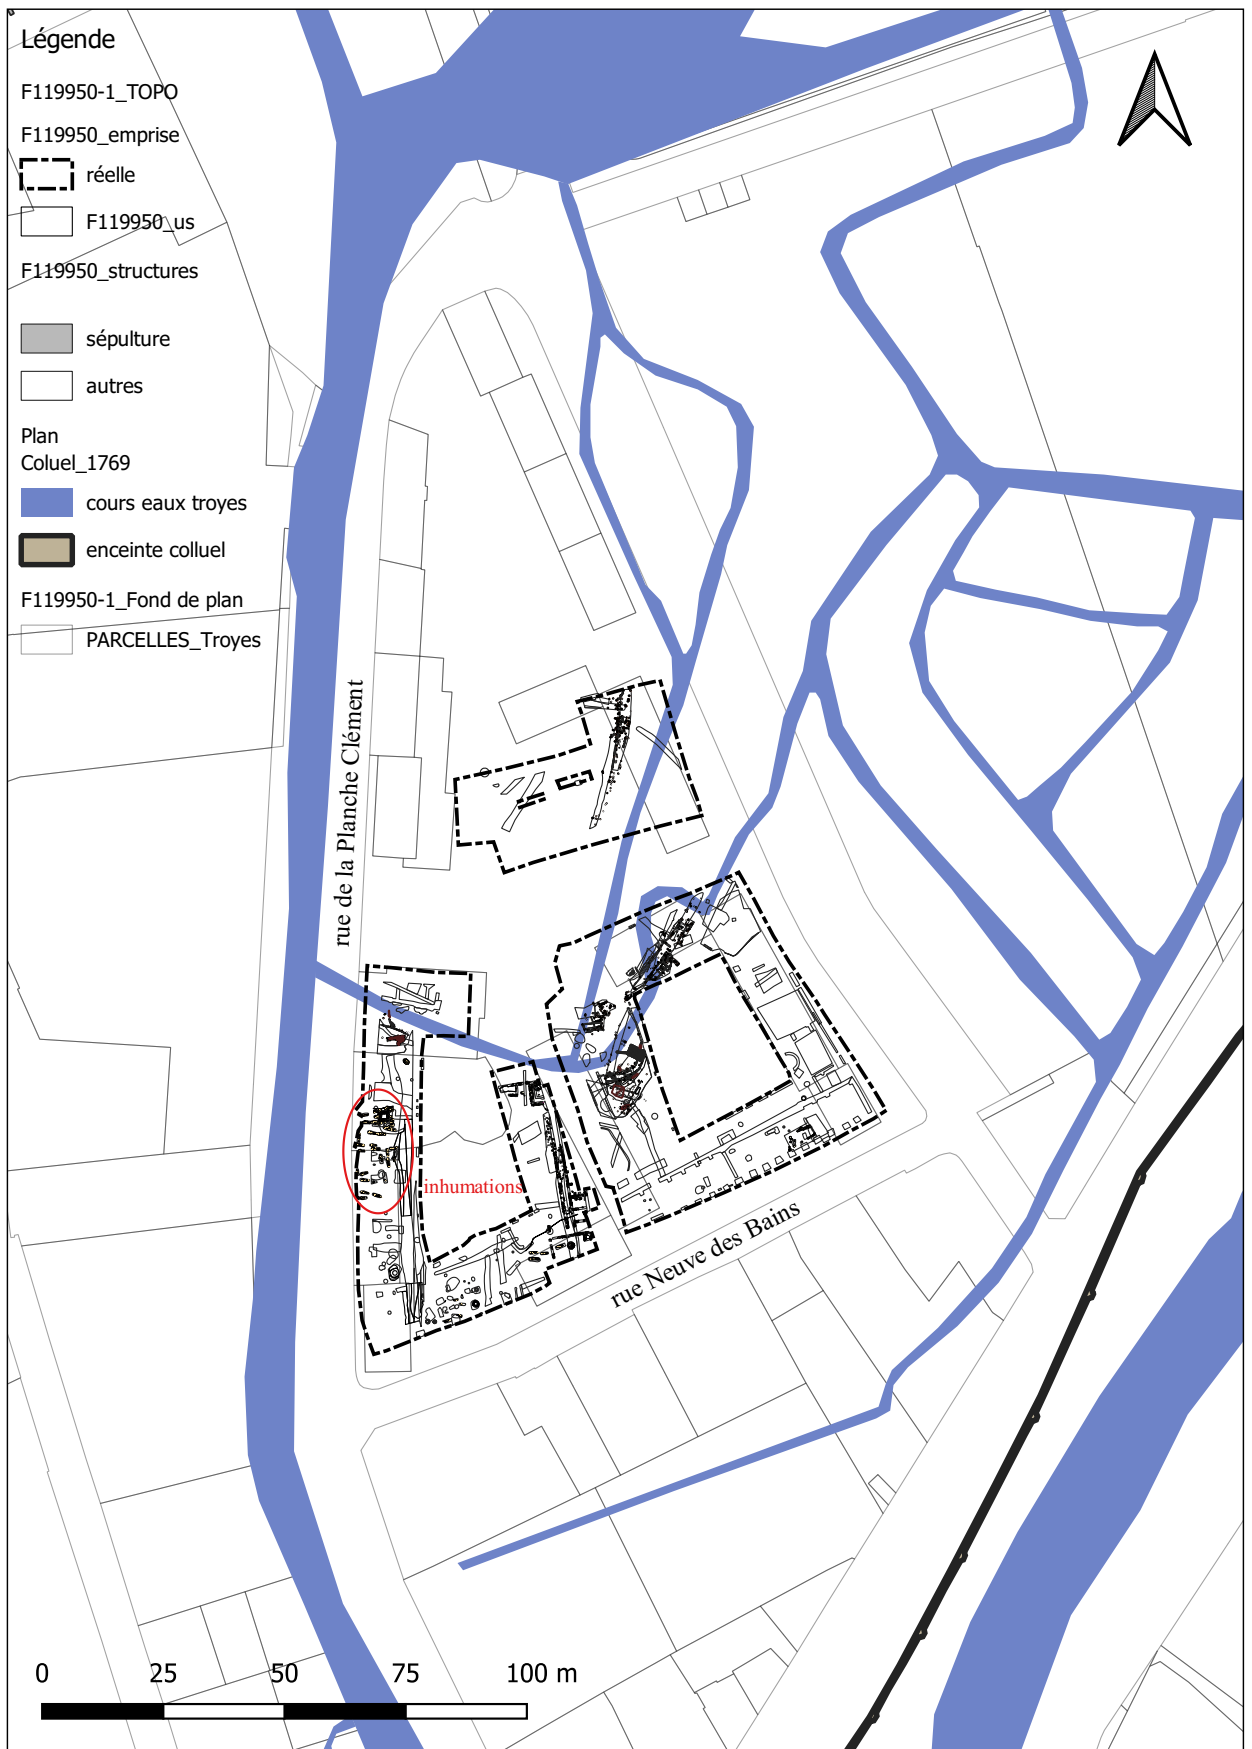 Légende
F119950-1_TOPO
F119950_emprise
réelle
F119950_us
F119950_structures
sépulture
autres
Plan
Coluel_1769
cours eaux troyes
enceinte colluel
F119950-1_Fond de plan
PARCELLES_Troyes
rue de la Planche Clément
inhumations
rue Neuve des Bains
0 25 50 75 100 m